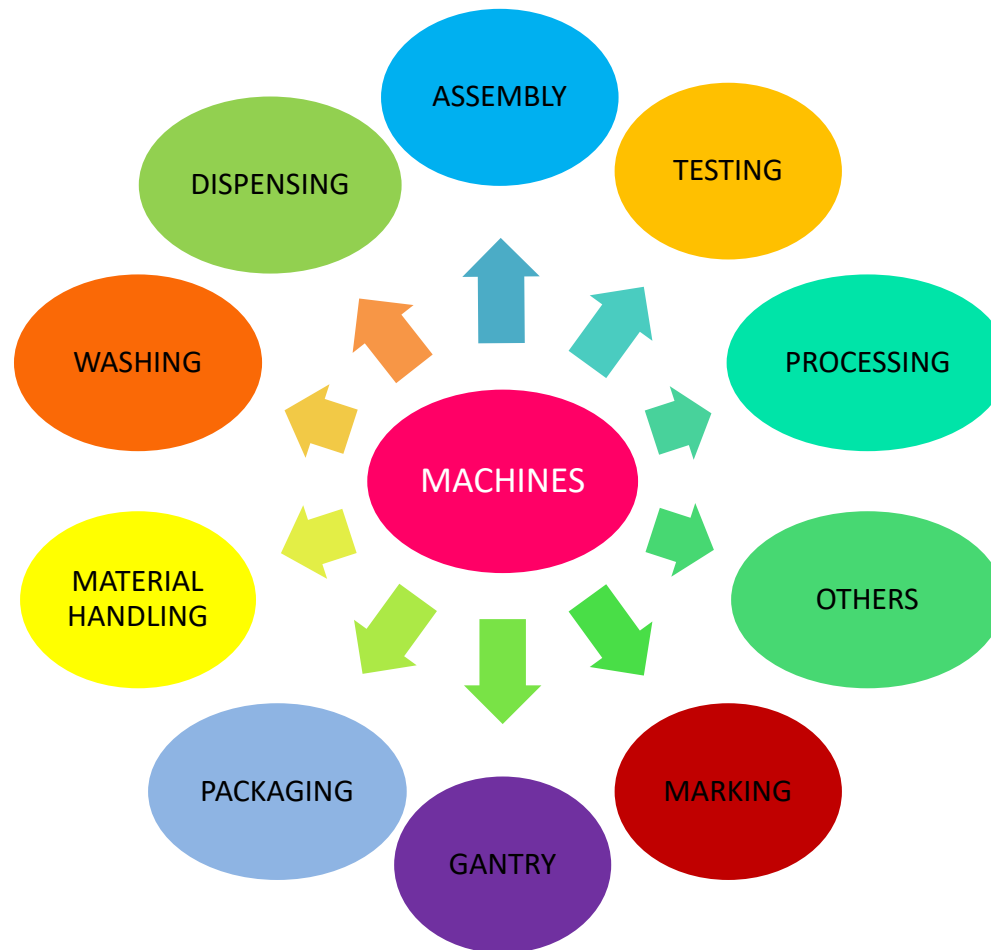 ASSEMBLY
TESTING
DISPENSING
WASHING
PROCESSING
MACHINES
MATERIAL
HANDLING
OTHERS
PACKAGING
MARKING
GANTRY